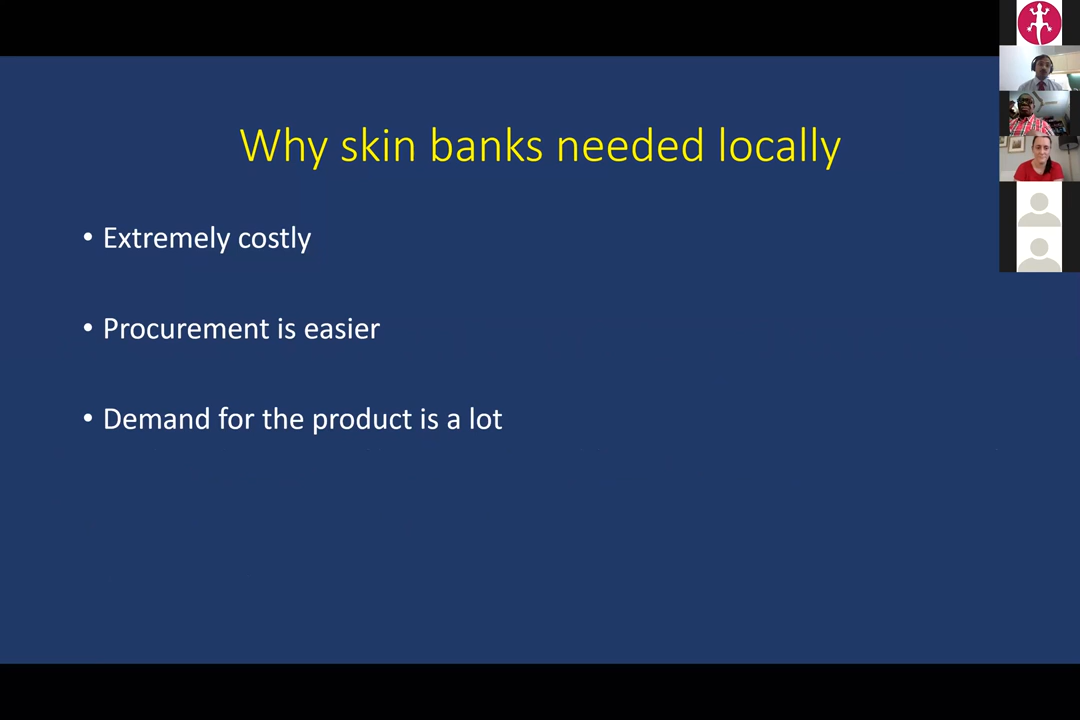 Why skin banks needed locally
• Extremely costly
• Procurement is easier
• Demand for the product is a lot